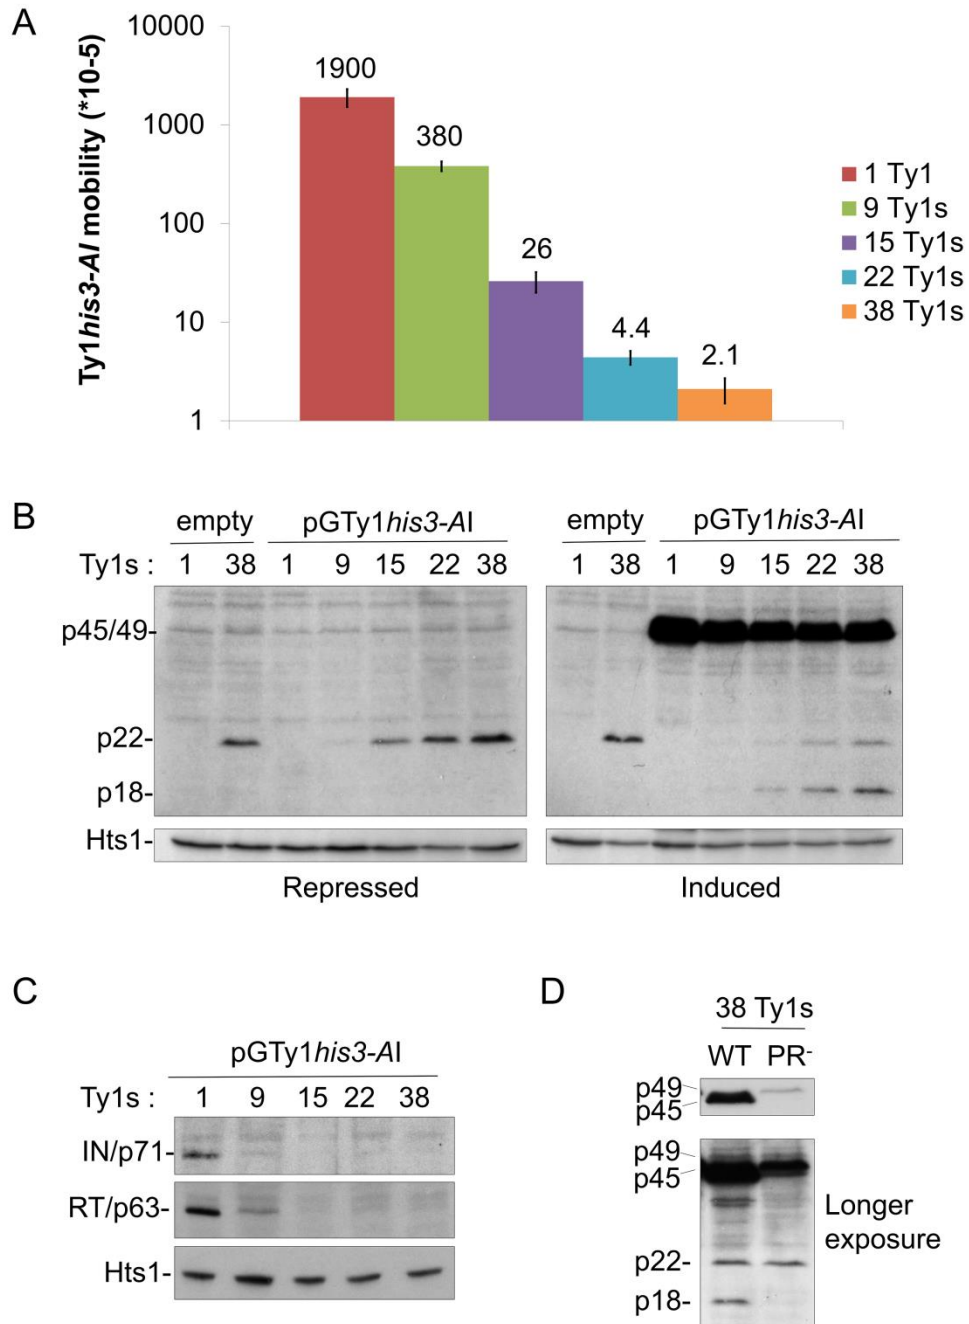 A
Ty1his3-AI mobility (*10-5)
10000
1000
100
10
1
1900
380
26
4.4
2.1
1 Ty1
9 Ty1s
15 Ty1s
22 Ty1s
38 Ty1s
B
empty pGTy1his3-AI
Ty1s : 1 38 1 9 15 22 38
p45/49-
p22-
p18-
Hts1-
Repressed
empty pGTy1his3-AI
1 38 1 9 15 22 38
Induced
C
pGTy1his3-AI
Ty1s : 1 9 15 22 38
IN/p71-
RT/p63-
Hts1-
D
38 Ty1s
WT PR-
p49
p45
p49
p45
Longer
exposure
p22-
p18-